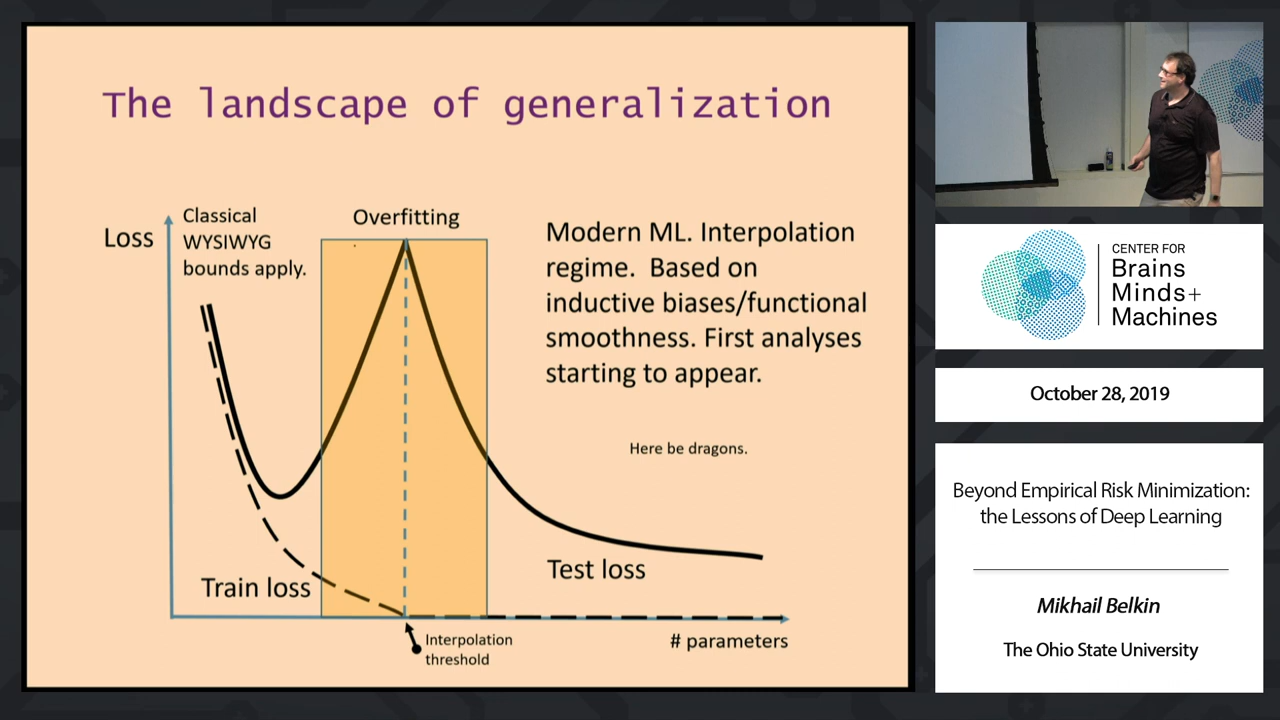 The landscape of generalization
Loss
Classical
WYSIWYG
bounds apply.
Overfitting
Modern ML. Interpolation
regime. Based on
inductive biases/functional
smoothness. First analyses
starting to appear.
Here be dragons.
Train loss
Test loss
Interpolation
threshold
# parameters
CENTER FOR
Brains
Minds+
Machines
October 28, 2019
Beyond Empirical Risk Minimization:
the Lessons of Deep Learning
Mikhail Belkin
The Ohio State University